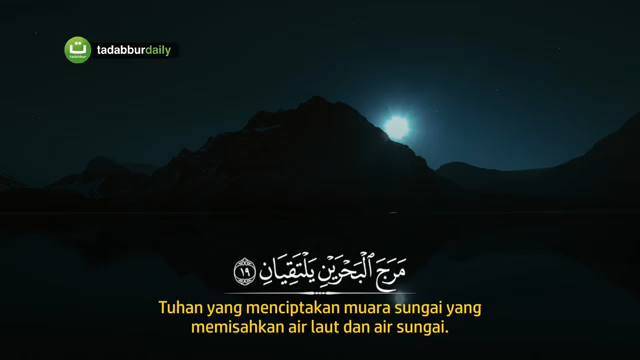 tadabburdaily
مَرَجَ ٱلْبَحْرَيْنِ يَلْتَقِيَانِ ١٩
Tuhan yang menciptakan muara sungai yang
memisahkan air laut dan air sungai.